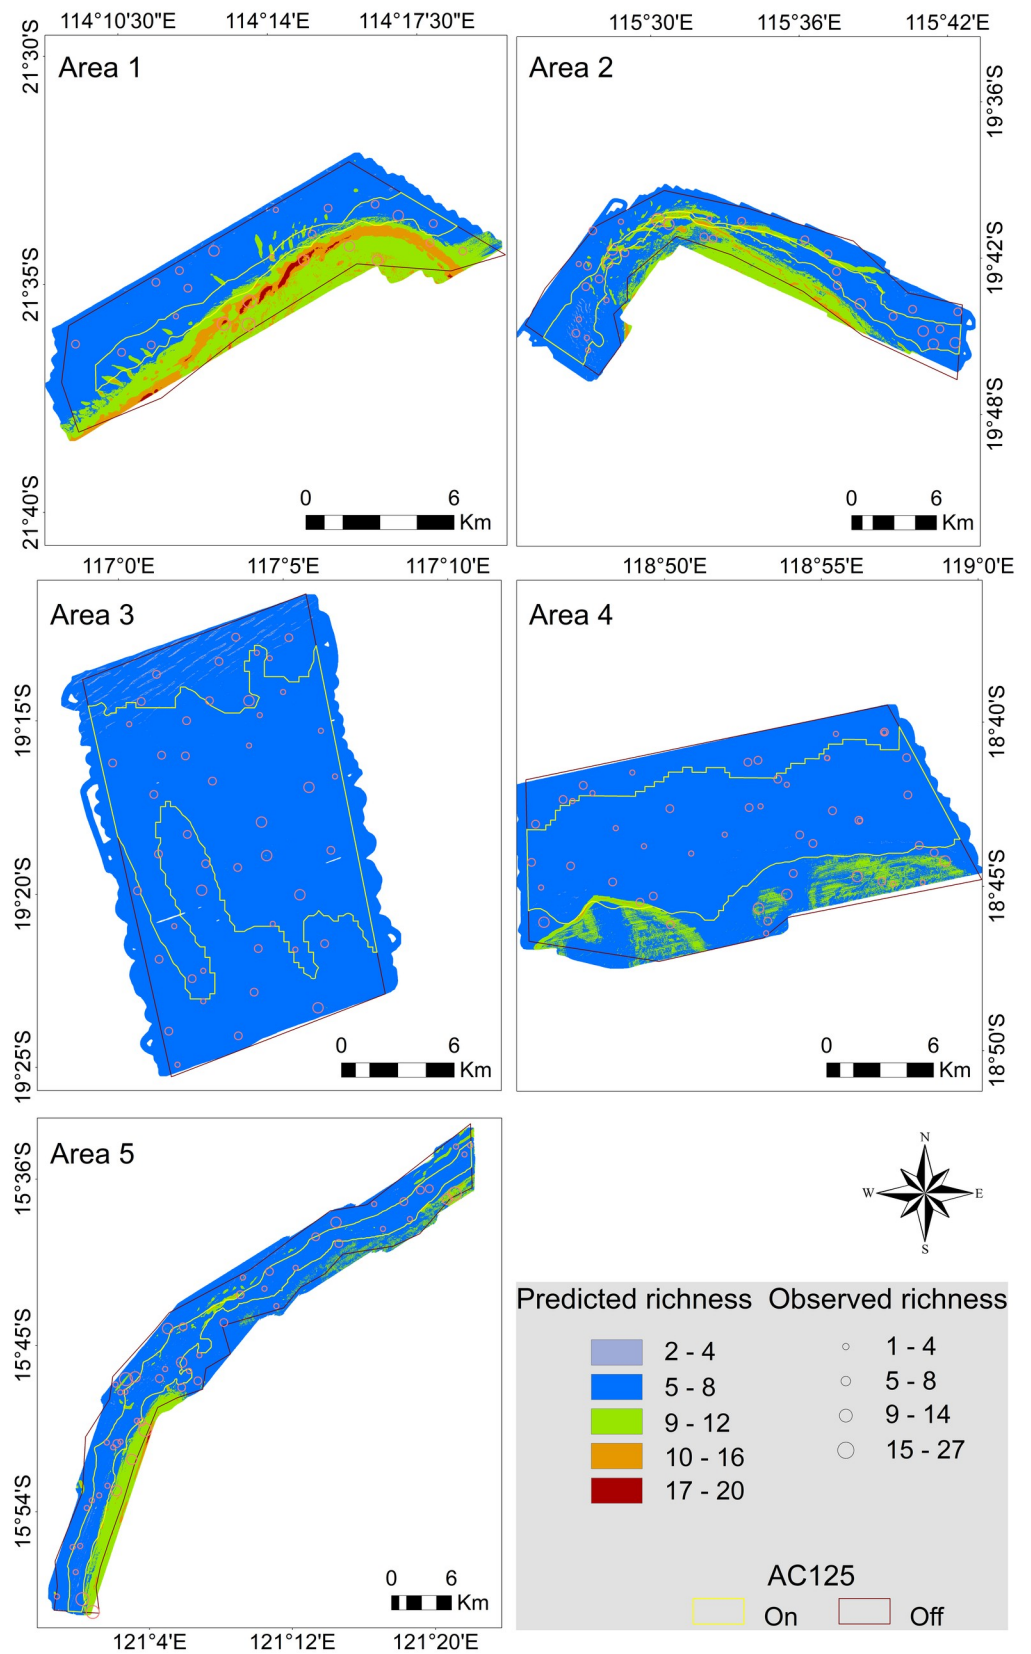 114°10'30"E 114°14'E 114°17'30"E
115°30'E 115°36'E 115°42'E
21°30'S
21°35'S
21°40'S
Area 1
0 6
Km
Area 2
19°36'S
19°42'S
19°48'S
0 6
Km
117°0'E 117°5'E 117°10'E
118°50'E 118°55'E 119°0'E
19°15'S
19°20'S
19°25'S
Area 3
0 6
Km
Area 4
18°40'S
18°45'S
18°50'S
0 6
Km
15°36'S
15°45'S
15°54'S
Area 5
0 6
Km
121°4'E 121°12'E 121°20'E
N
W E
S
Predicted richness Observed richness
2 - 4 1 - 4
5 - 8 5 - 8
9 - 12 9 - 14
10 - 16 15 - 27
17 - 20
AC125
On Off